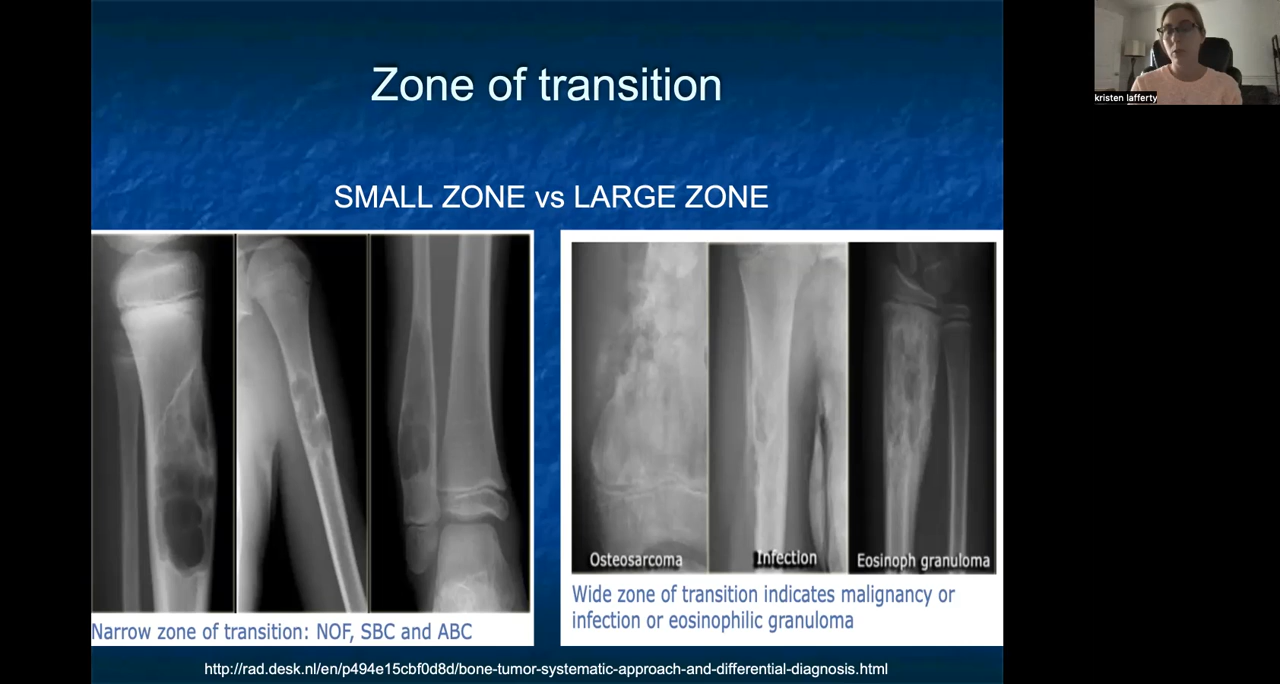 Zone of transition
kristen lafferty
SMALL ZONE vs LARGE ZONE
Osteosarcoma
Infection
Eosinoph granuloma
Narrow zone of transition: NOF, SBC and ABC
Wide zone of transition indicates malignancy or
infection or eosinophilic granuloma
http://rad.desk.nl/en/p494e15cbf0d8d/bone-tumor-systematic-approach-and-differential-diagnosis.html